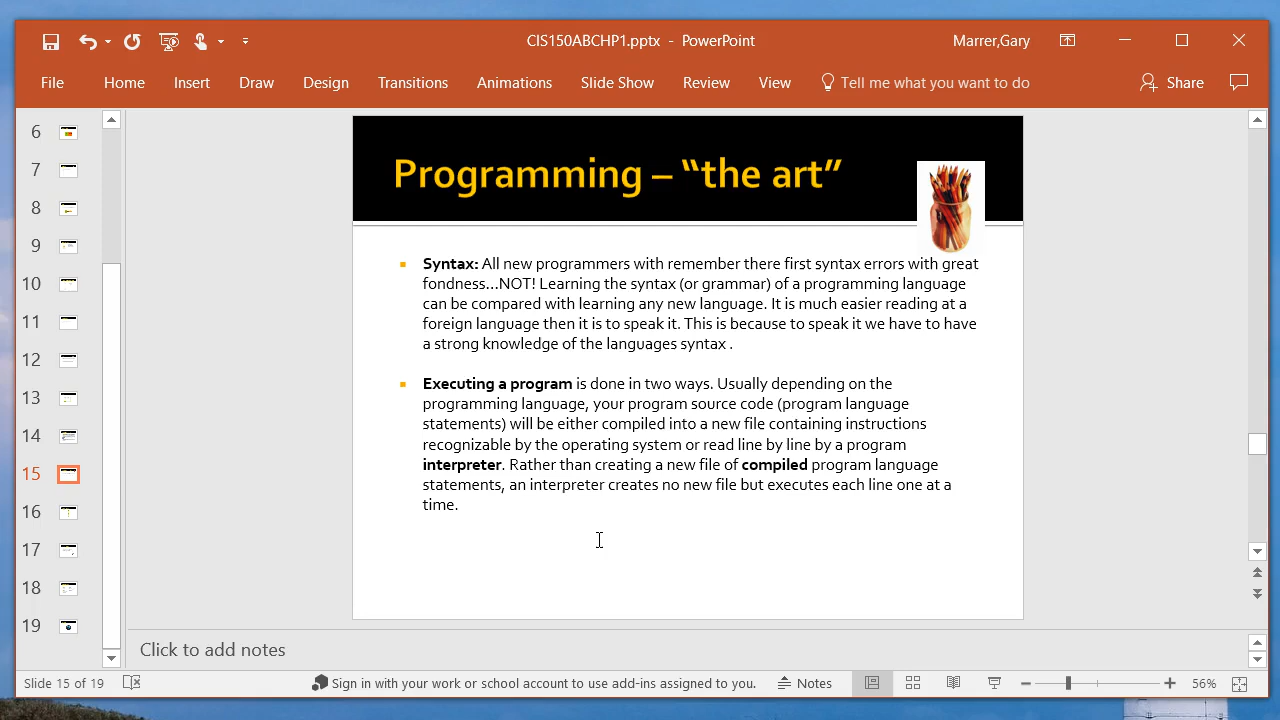 CIS150ABCHP1.pptx - PowerPoint
Marrer,Gary
File Home Insert Draw Design Transitions Animations Slide Show Review View Tell me what you want to do Share
6
7
8
9
10
11
12
13
14
15
16
17
18
19
Programming – “the art”
Syntax: All new programmers with remember there first syntax errors with great
fondness…NOT! Learning the syntax (or grammar) of a programming language
can be compared with learning any new language. It is much easier reading at a
foreign language then it is to speak it. This is because to speak it we have to have
a strong knowledge of the languages syntax .
Executing a program is done in two ways. Usually depending on the
programming language, your program source code (program language
statements) will be either compiled into a new file containing instructions
recognizable by the operating system or read line by line by a program
interpreter. Rather than creating a new file of compiled program language
statements, an interpreter creates no new file but executes each line one at a
time.
Click to add notes
Slide 15 of 19 Sign in with your work or school account to use add-ins assigned to you. Notes 56%